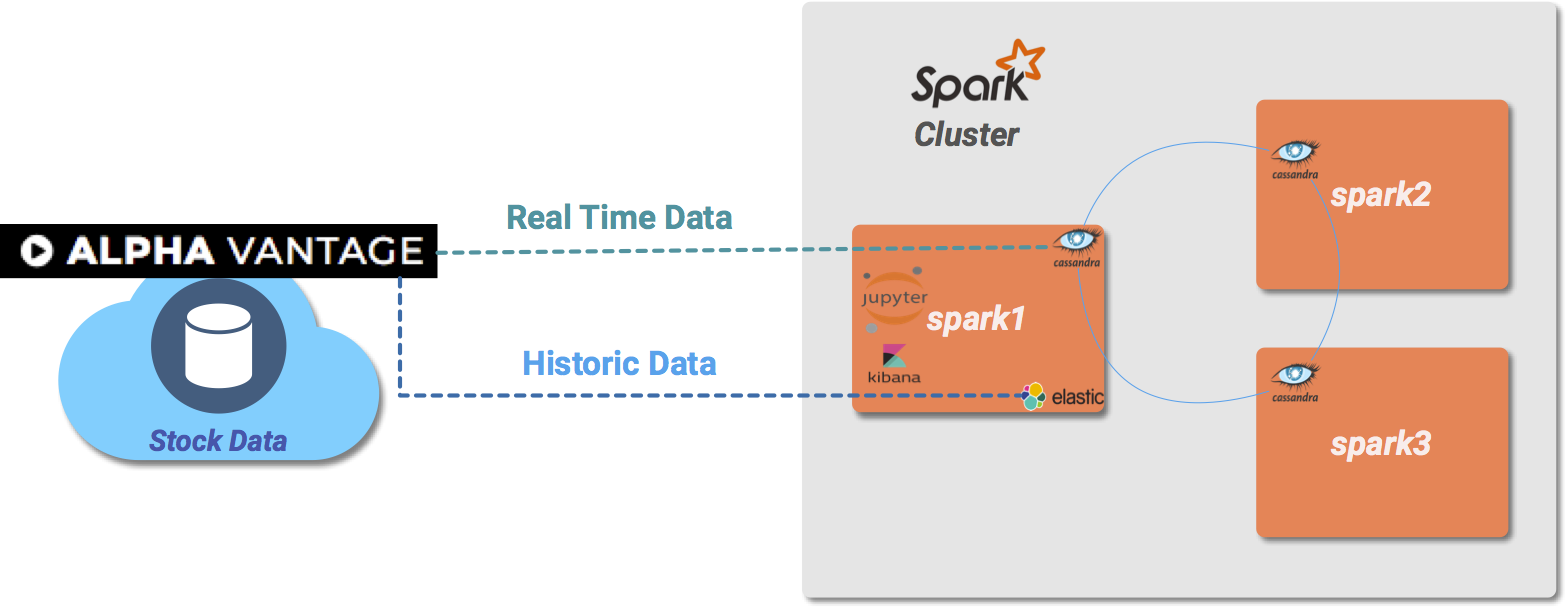 Spark
Cluster
ALPHA VANTAGE
Stock Data
Real Time Data
Historic Data
cassandra
jupyter
spark1
kibana
elastic
cassandra
spark2
cassandra
spark3